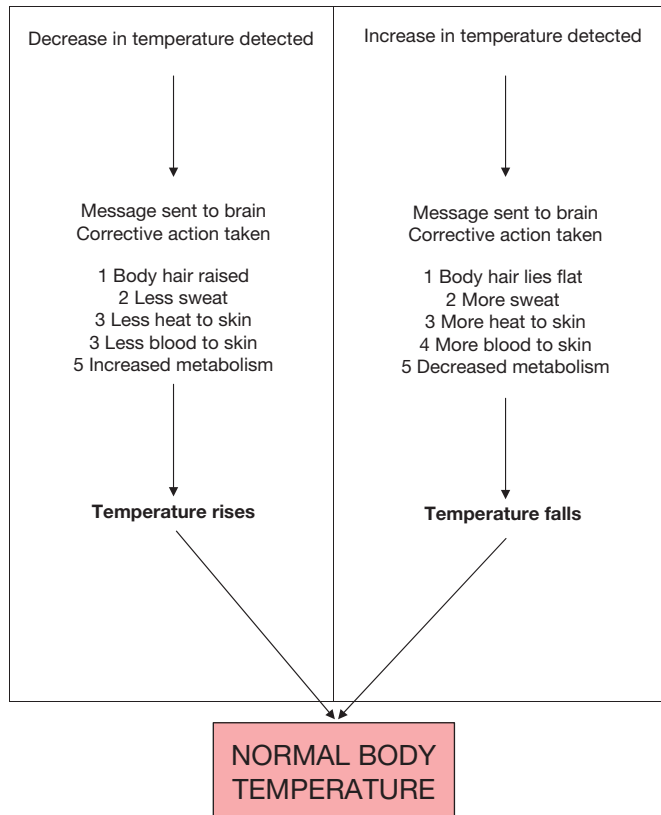 Decrease in temperature detected
Message sent to brain
Corrective action taken
1 Body hair raised
2 Less sweat
3 Less heat to skin
3 Less blood to skin
5 Increased metabolism
Temperature rises
Increase in temperature detected
Message sent to brain
Corrective action taken
1 Body hair lies flat
2 More sweat
3 More heat to skin
4 More blood to skin
5 Decreased metabolism
Temperature falls
NORMAL BODY
TEMPERATURE